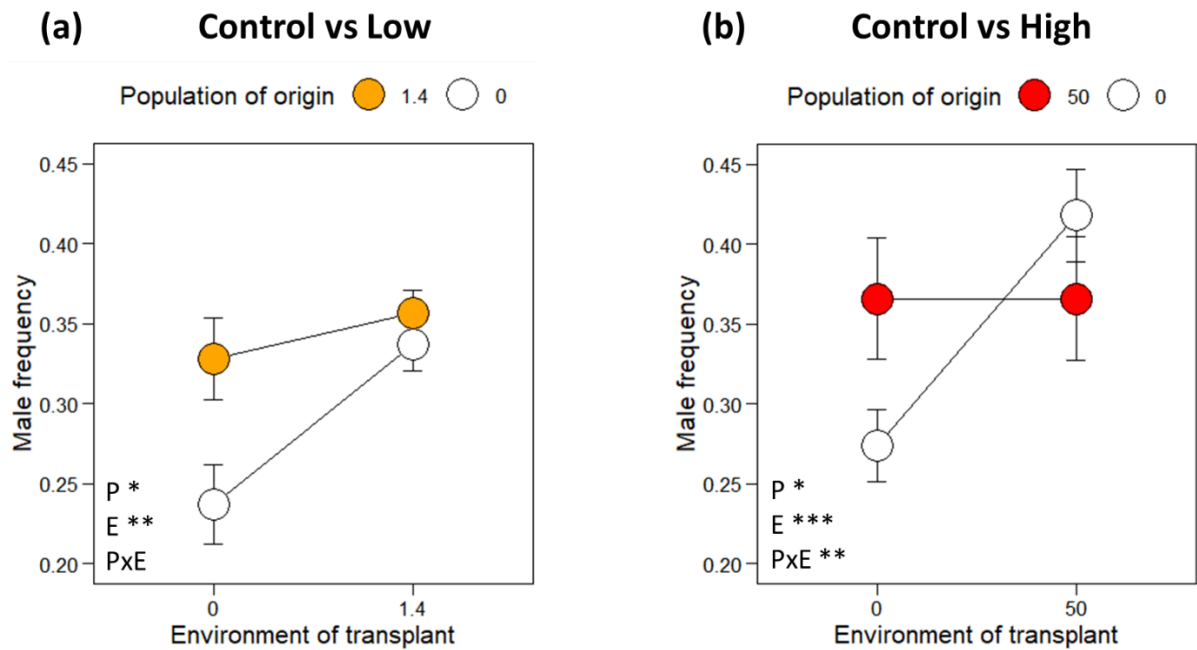 (a) Control vs Low
Population of origin 1.4 0
Male frequency
0.45
0.40
0.35
0.30
0.25
0.20
P *
E **
PxE
0 1.4
Environment of transplant
(b) Control vs High
Population of origin 50 0
Male frequency
0.45
0.40
0.35
0.30
0.25
0.20
P *
E ***
PxE **
0 50
Environment of transplant